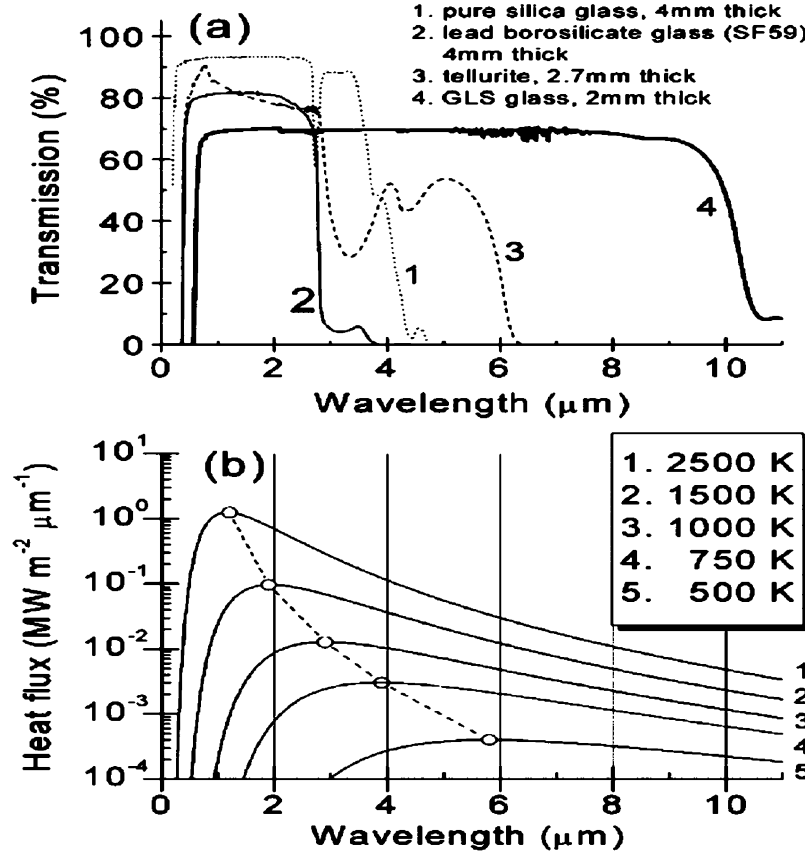 (a)
1. pure silica glass, 4mm thick
2. lead borosilicate glass (SF59)
4mm thick
3. tellurite, 2.7mm thick
4. GLS glass, 2mm thick
Transmission (%)
100
80
60
40
20
0
1
2
3
4
0 2 4 6 8 10
Wavelength (μm)
(b)
1. 2500 K
2. 1500 K
3. 1000 K
4. 750 K
5. 500 K
Heat flux (MW m⁻² μm⁻¹)
10¹
10⁰
10⁻¹
10⁻²
10⁻³
10⁻⁴
1
2
3
4
5
0 2 4 6 8 10
Wavelength (μm)